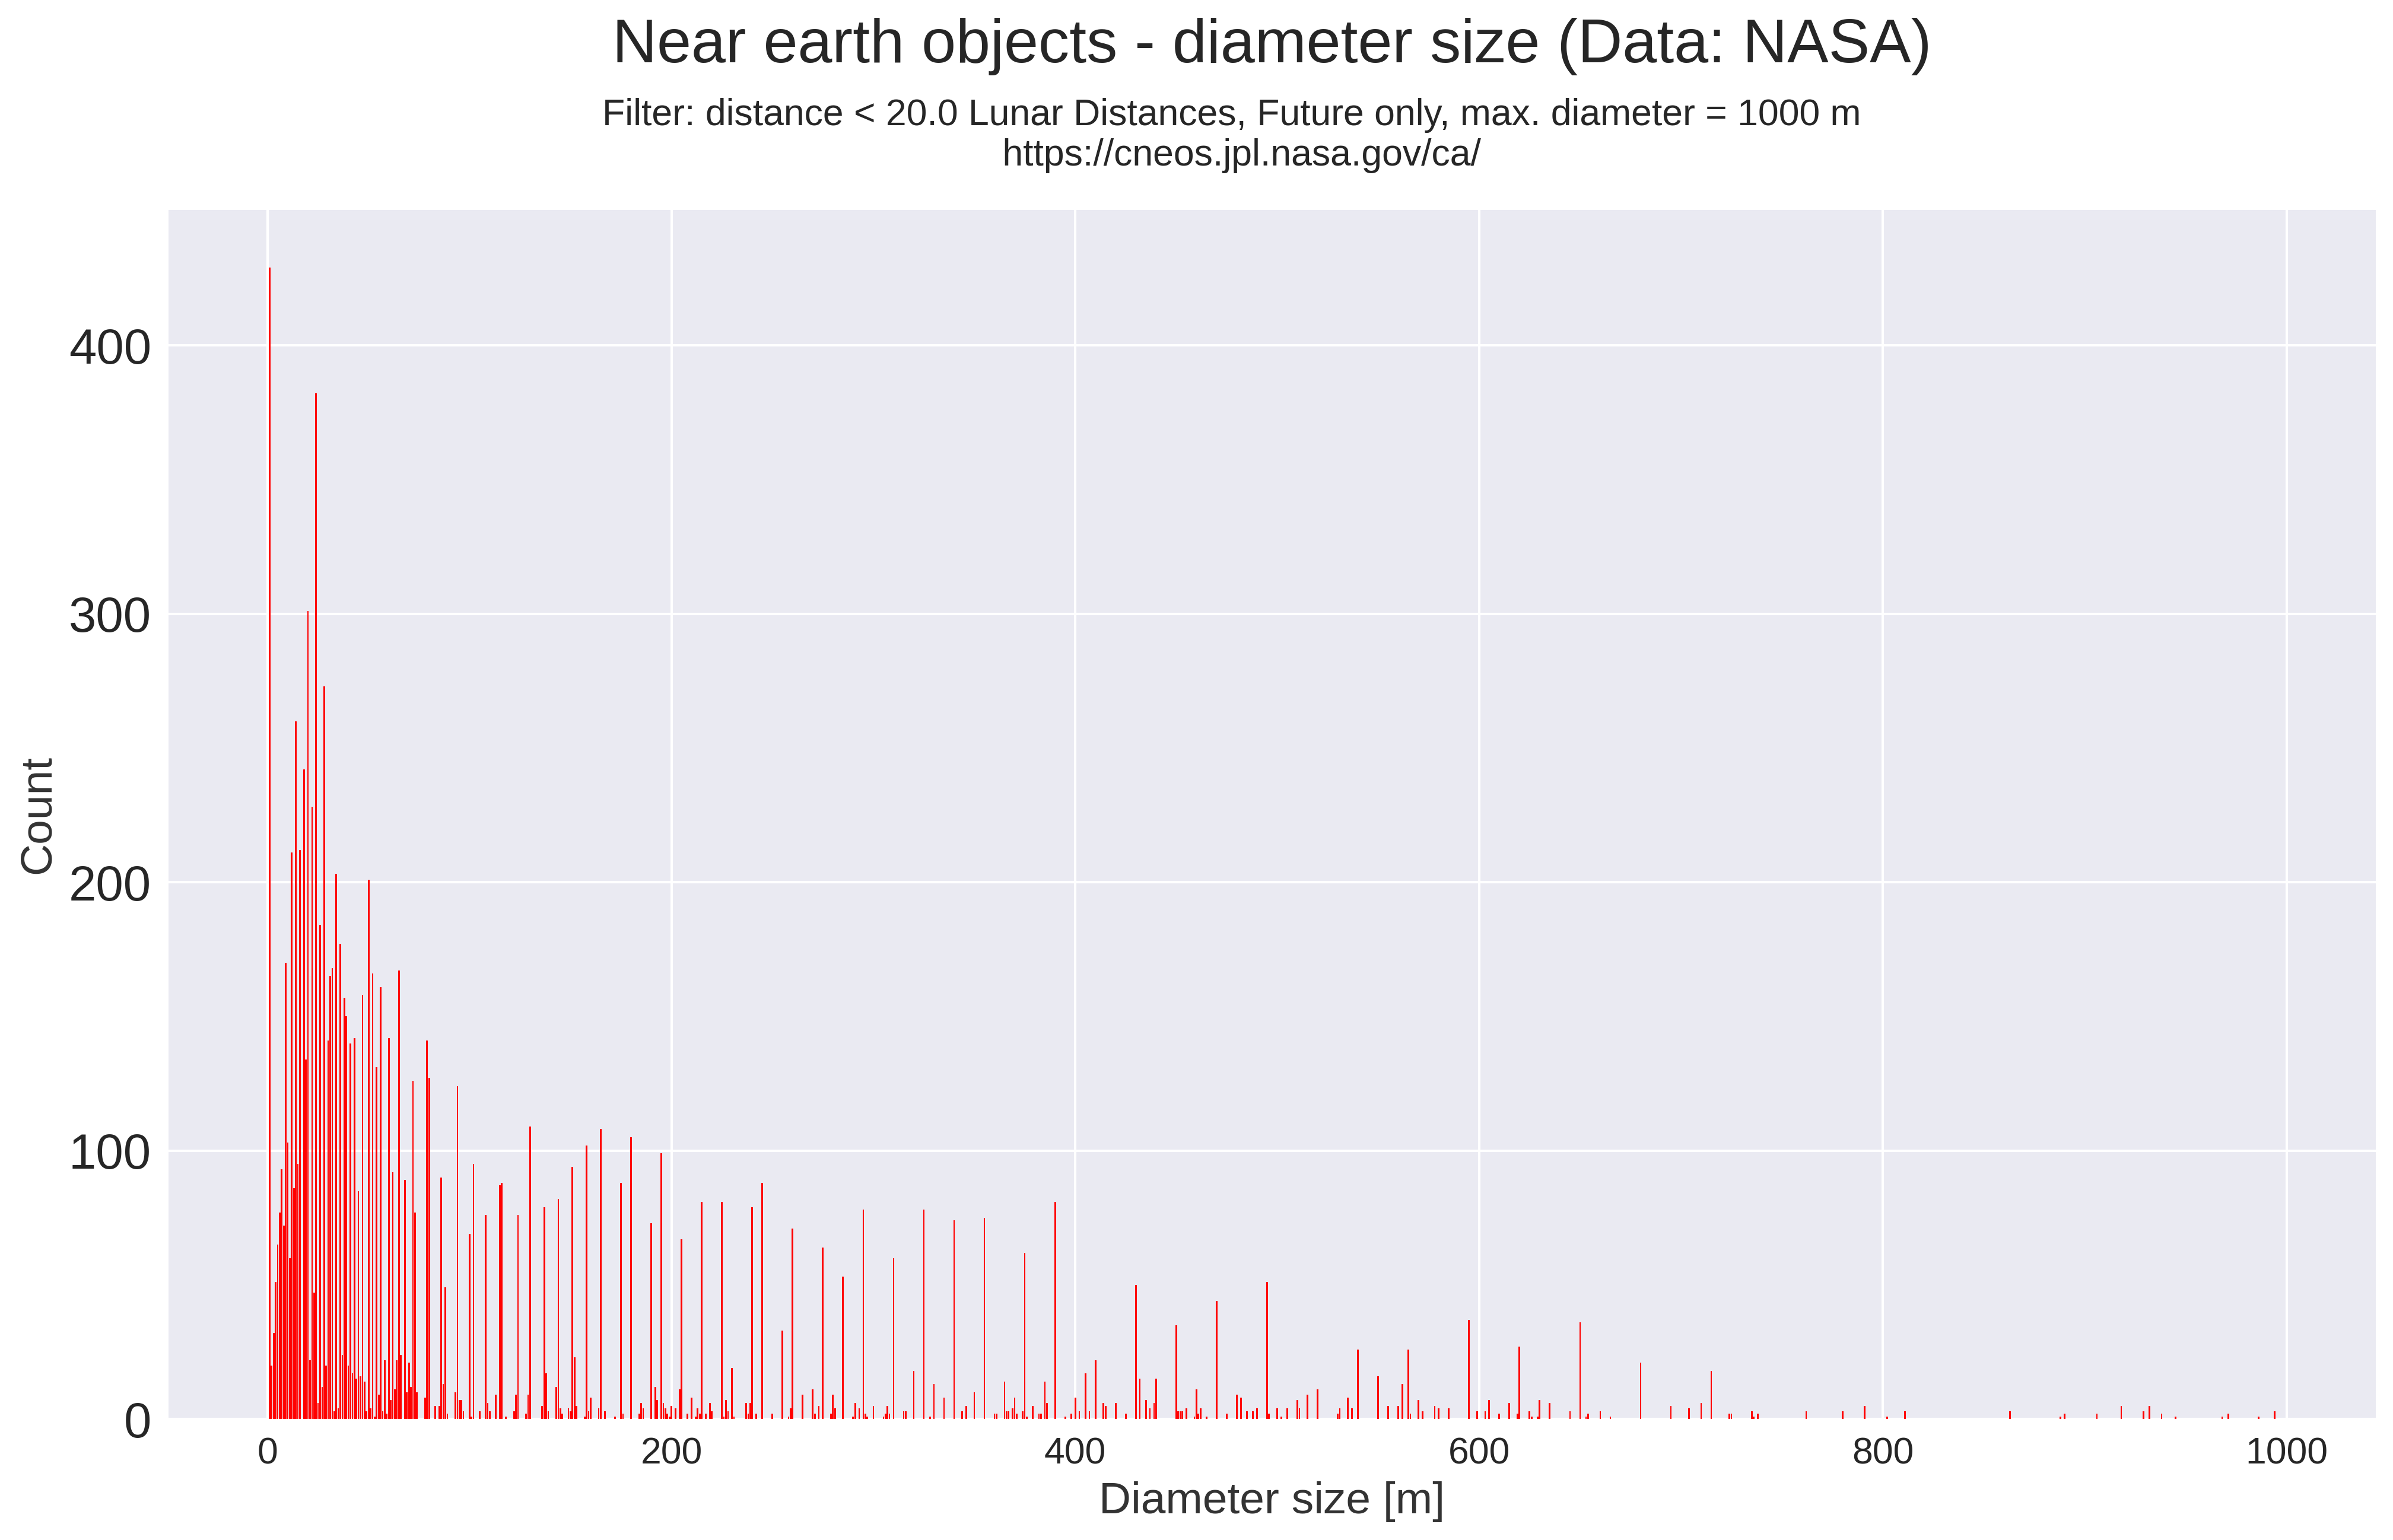 Near earth objects - diameter size (Data: NASA)
Filter: distance < 20.0 Lunar Distances, Future only, max. diameter = 1000 m
https://cneos.jpl.nasa.gov/ca/
400
300
200
100
0
Count
0 200 400 600 800 1000
Diameter size [m]